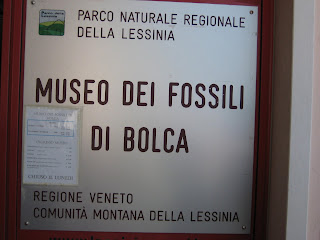 PARCO NATURALE REGIONALE
DELLA LESSINIA
MUSEO DEI FOSSILI
DI BOLCA
REGIONE VENETO
COMUNITÀ MONTANA DELLA LESSINIA